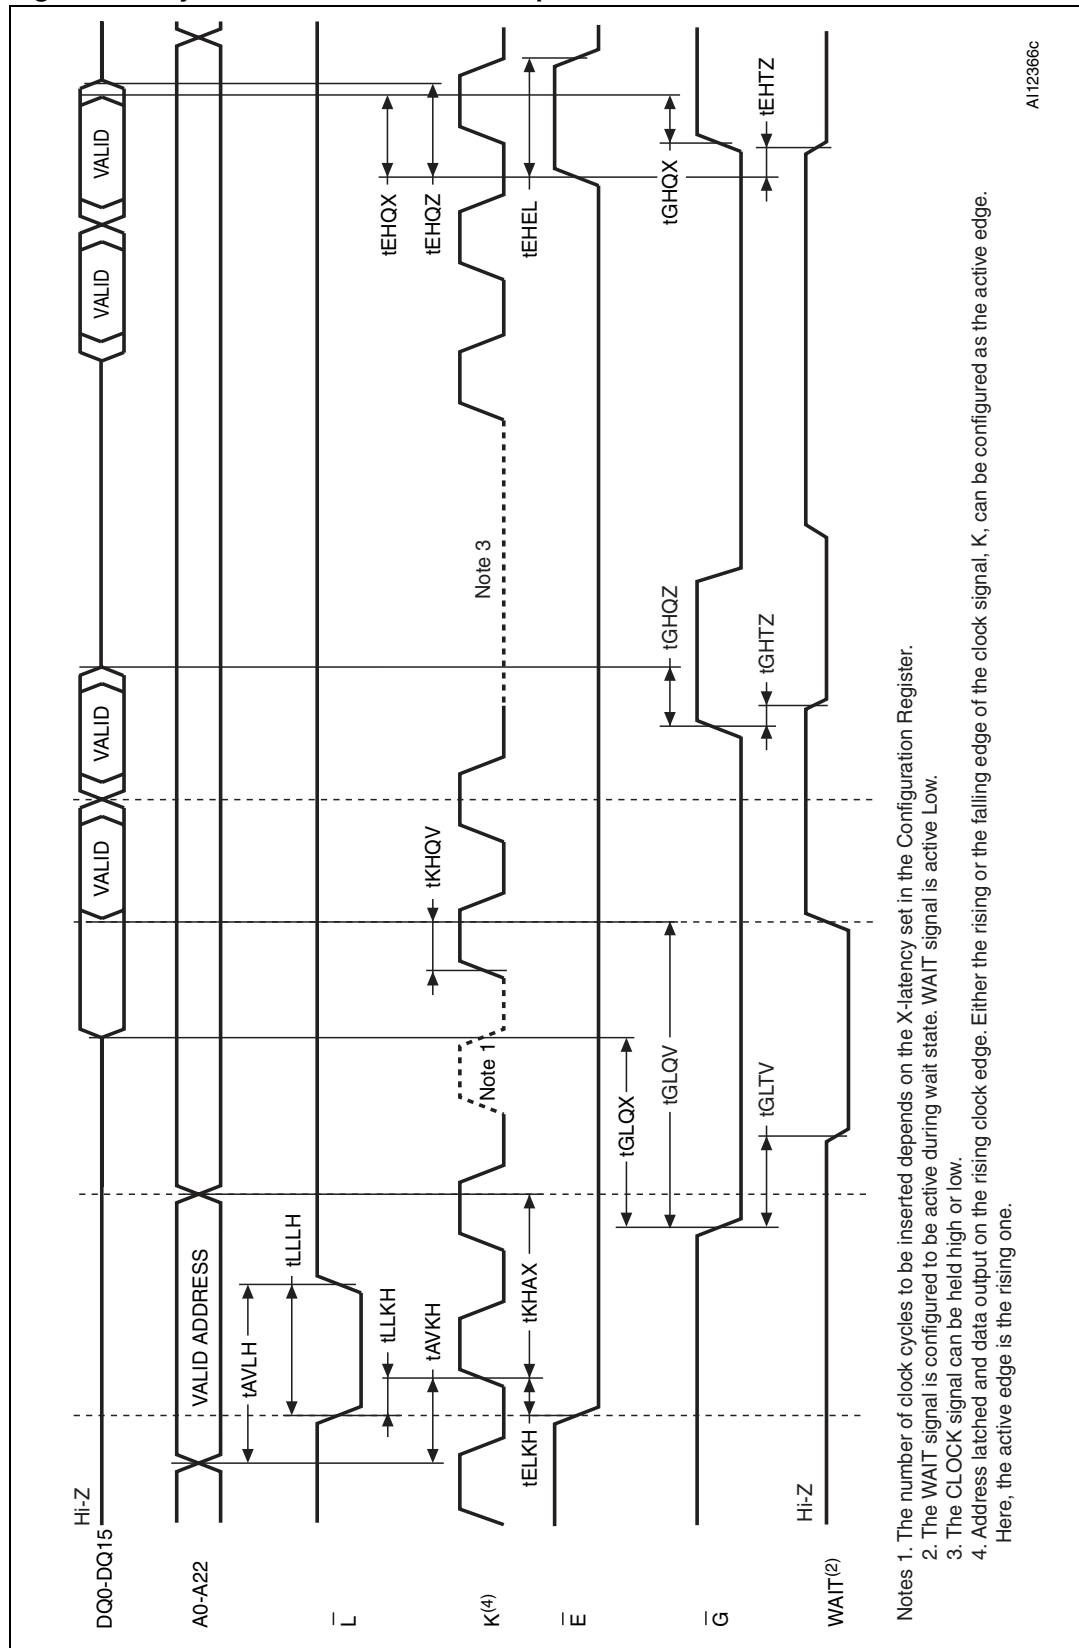 Hi-Z
DQ0-DQ15
VALID
VALID
VALID
VALID
A0-A22
VALID ADDRESS
tAVLH
L
tLLLH
tLLKH
tAVKH
tEHQX
tEHQZ
K(4)
Note 1
tKHQV
Note 3
tELKH
tKHAX
tEHEL
E
tGLQX
G
tGLQV
tGHQZ
tGHQX
Hi-Z
WAIT(2)
tGLTV
tGHTZ
tEHTZ
Notes 1. The number of clock cycles to be inserted depends on the X-latency set in the Configuration Register.
2. The WAIT signal is configured to be active during wait state. WAIT signal is active Low.
3. The CLOCK signal can be held high or low.
4. Address latched and data output on the rising clock edge. Either the rising or the falling edge of the clock signal, K, can be configured as the active edge.
Here, the active edge is the rising one.
AI12366c